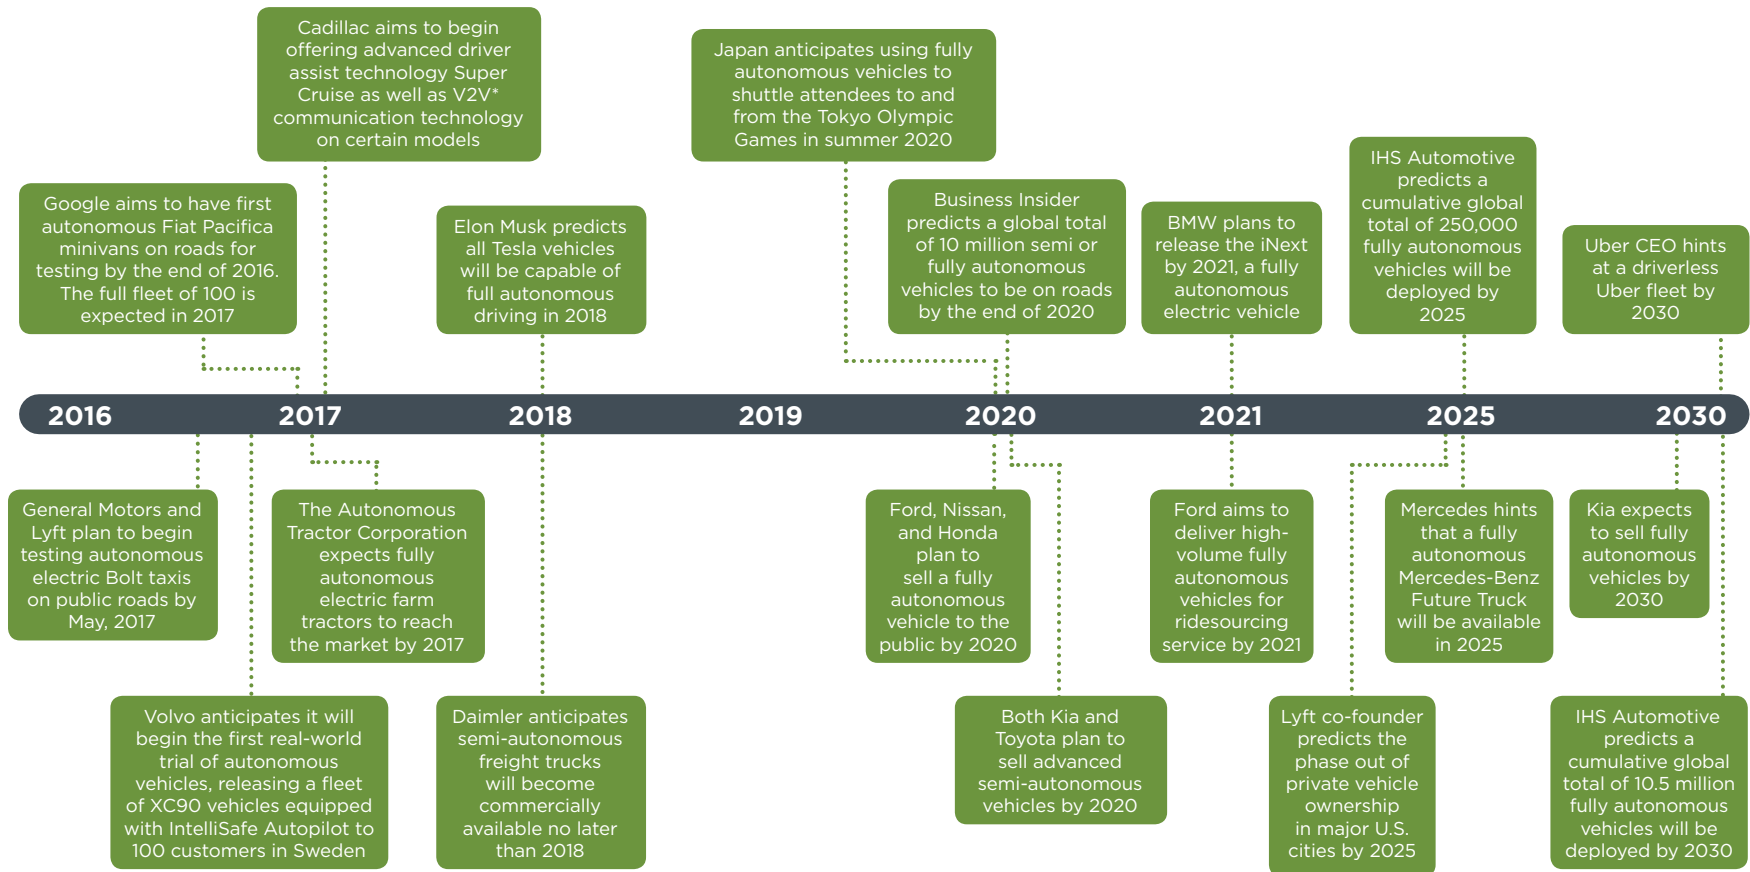 Cadillac aims to begin
offering advanced driver
assist technology Super
Cruise as well as V2V*
communication technology
on certain models
Japan anticipates using fully
autonomous vehicles to
shuttle attendees to and
from the Tokyo Olympic
Games in summer 2020
Google aims to have first
autonomous Fiat Pacifica
minivans on roads for
testing by the end of 2016.
The full fleet of 100 is
expected in 2017
Elon Musk predicts
all Tesla vehicles
will be capable of
full autonomous
driving in 2018
Business Insider
predicts a global total
of 10 million semi or
fully autonomous
vehicles to be on roads
by the end of 2020
BMW plans to
release the iNext
by 2021, a fully
autonomous
electric vehicle
IHS Automotive
predicts a
cumulative global
total of 250,000
fully autonomous
vehicles will be
deployed by
2025
Uber CEO hints
at a driverless
Uber fleet by
2030
2016 2017 2018 2019 2020 2021 2025 2030
General Motors and
Lyft plan to begin
testing autonomous
electric Bolt taxis
on public roads by
May, 2017
The Autonomous
Tractor Corporation
expects fully
autonomous
electric farm
tractors to reach
the market by 2017
Ford, Nissan,
and Honda
plan to
sell a fully
autonomous
vehicle to the
public by 2020
Ford aims to
deliver high-
volume fully
autonomous
vehicles for
ridesourcing
service by 2021
Mercedes hints
that a fully
autonomous
Mercedes-Benz
Future Truck
will be available
in 2025
Kia expects
to sell fully
autonomous
vehicles by
2030
Volvo anticipates it will
begin the first real-world
trial of autonomous
vehicles, releasing a fleet
of XC90 vehicles equipped
with IntelliSafe Autopilot to
100 customers in Sweden
Daimler anticipates
semi-autonomous
freight trucks
will become
commercially
available no later
than 2018
Both Kia and
Toyota plan to
sell advanced
semi-autonomous
vehicles by 2020
Lyft co-founder
predicts the
phase out of
private vehicle
ownership
in major U.S.
cities by 2025
IHS Automotive
predicts a
cumulative global
total of 10.5 million
fully autonomous
vehicles will be
deployed by 2030